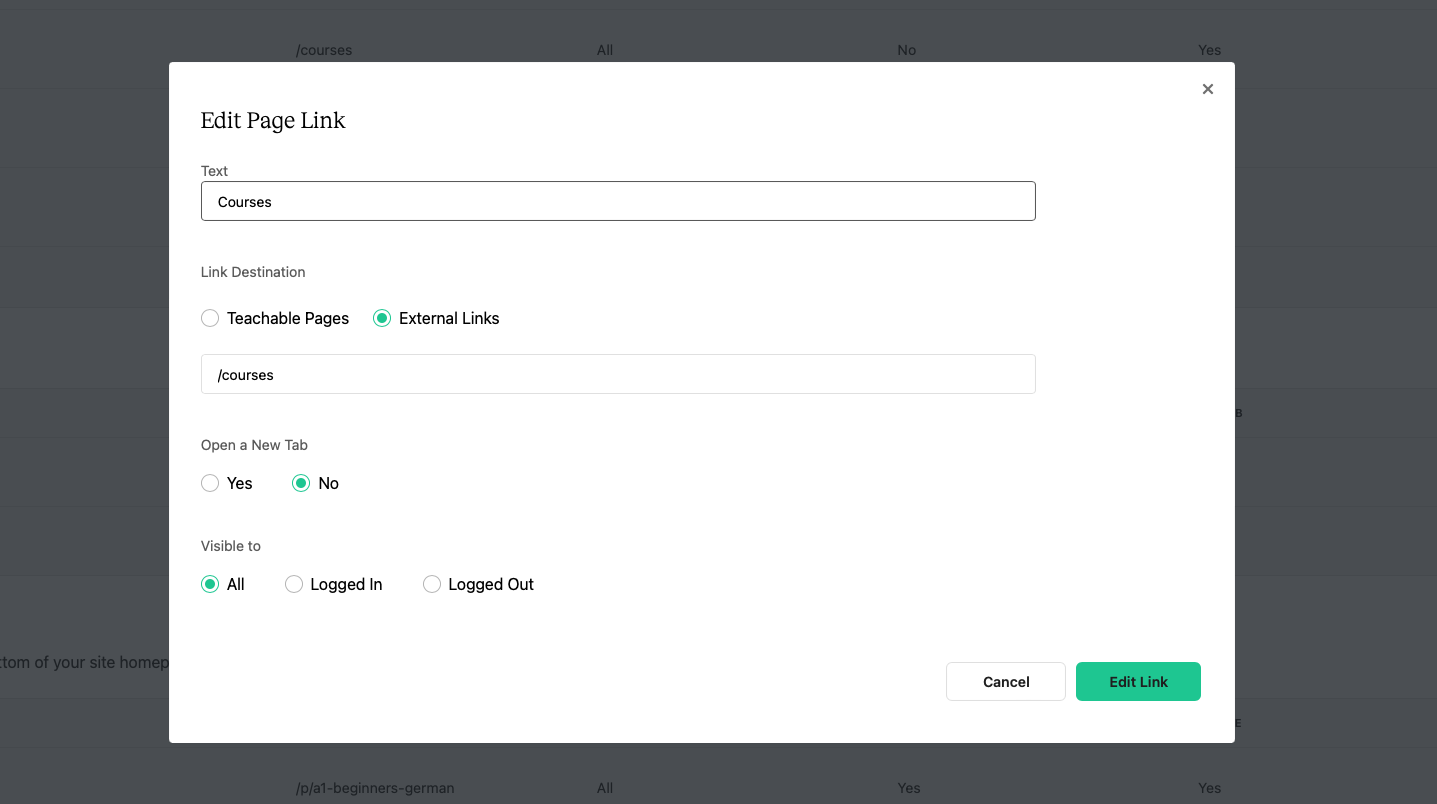 /courses All No Yes
×
Edit Page Link
Text
Courses
Link Destination
Teachable Pages External Links
/courses
B
Open a New Tab
Yes No
Visible to
All Logged In Logged Out
ttom of your site homep
Cancel Edit Link
E
/p/a1-beginners-german All Yes Yes